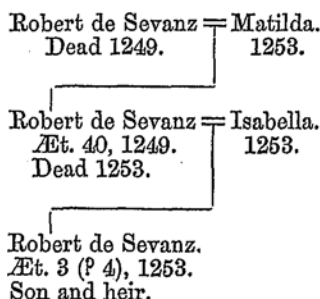 Robert de Sevanz = Matilda.
Dead 1249. 1253.
Robert de Sevanz = Isabella.
Æt. 40, 1249. 1253.
Dead 1253.
Robert de Sevanz.
Æt. 3 (? 4), 1253.
Son and heir.